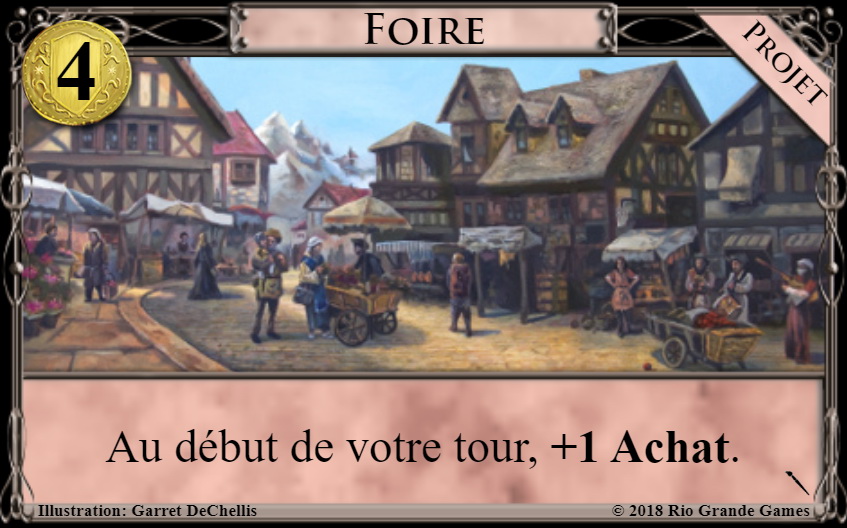 4
FOIRE
PROJET
Au début de votre tour, +1 Achat.
Illustration: Garret DeChellis
© 2018 Rio Grande Games